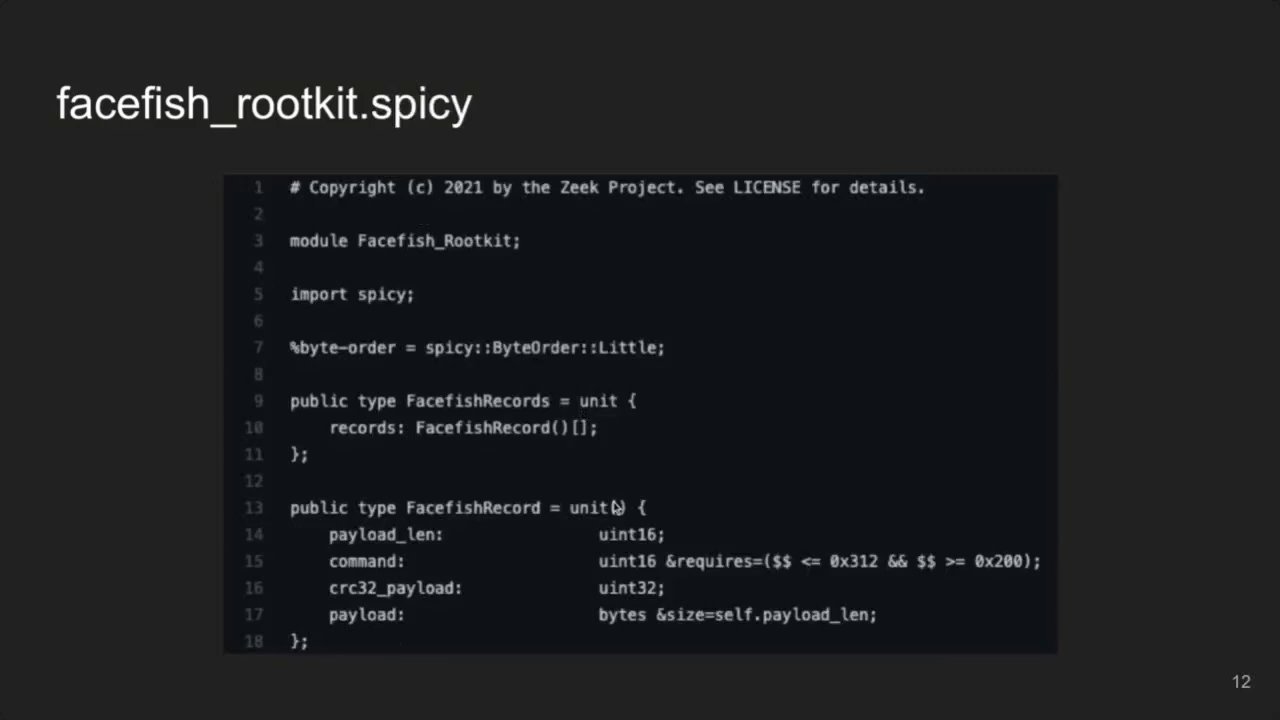 facefish_rootkit.spicy
1 # Copyright (c) 2021 by the Zeek Project. See LICENSE for details.
2
3 module Facefish_Rootkit;
4
5 import spicy;
6
7 %byte-order = spicy::ByteOrder::Little;
8
9 public type FacefishRecords = unit {
10     records: FacefishRecord()[];
11 };
12
13 public type FacefishRecord = unit() {
14     payload_len:                uint16;
15     command:                    uint16 &requires=($$ <= 0x312 && $$ >= 0x200);
16     crc32_payload:              uint32;
17     payload:                    bytes &size=self.payload_len;
18 };
12